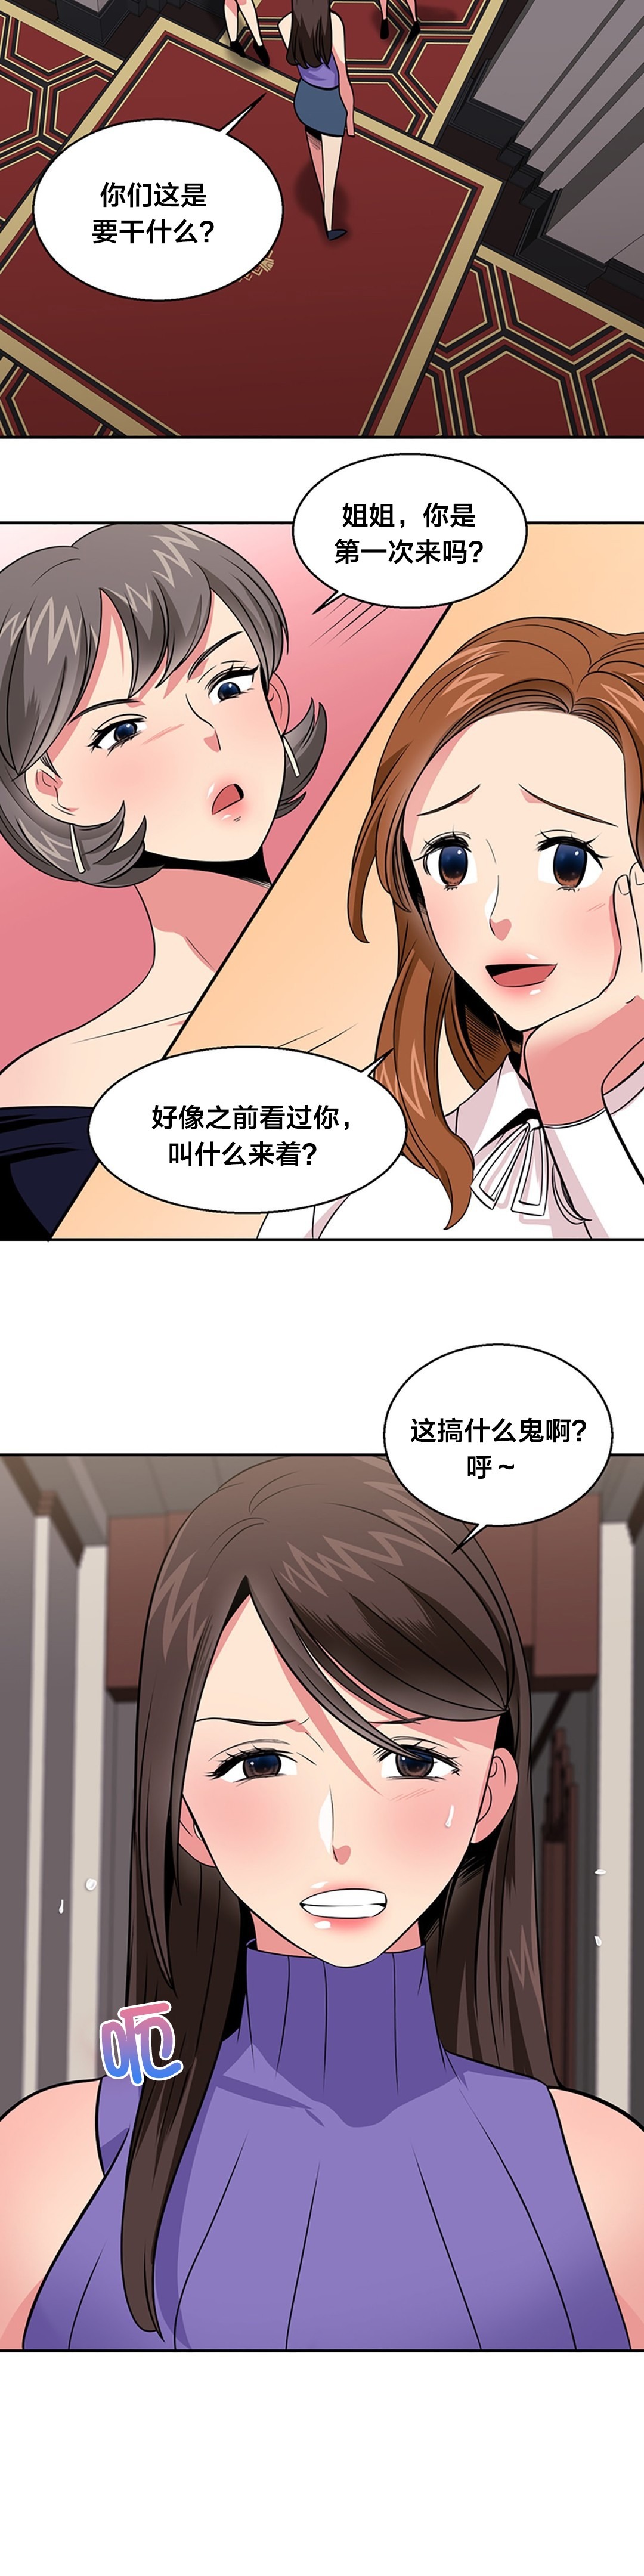 你们这是
要干什么？
姐姐，你是
第一次来吗？
好像之前看过你，
叫什么来着？
这搞什么鬼啊？
呼～
呃